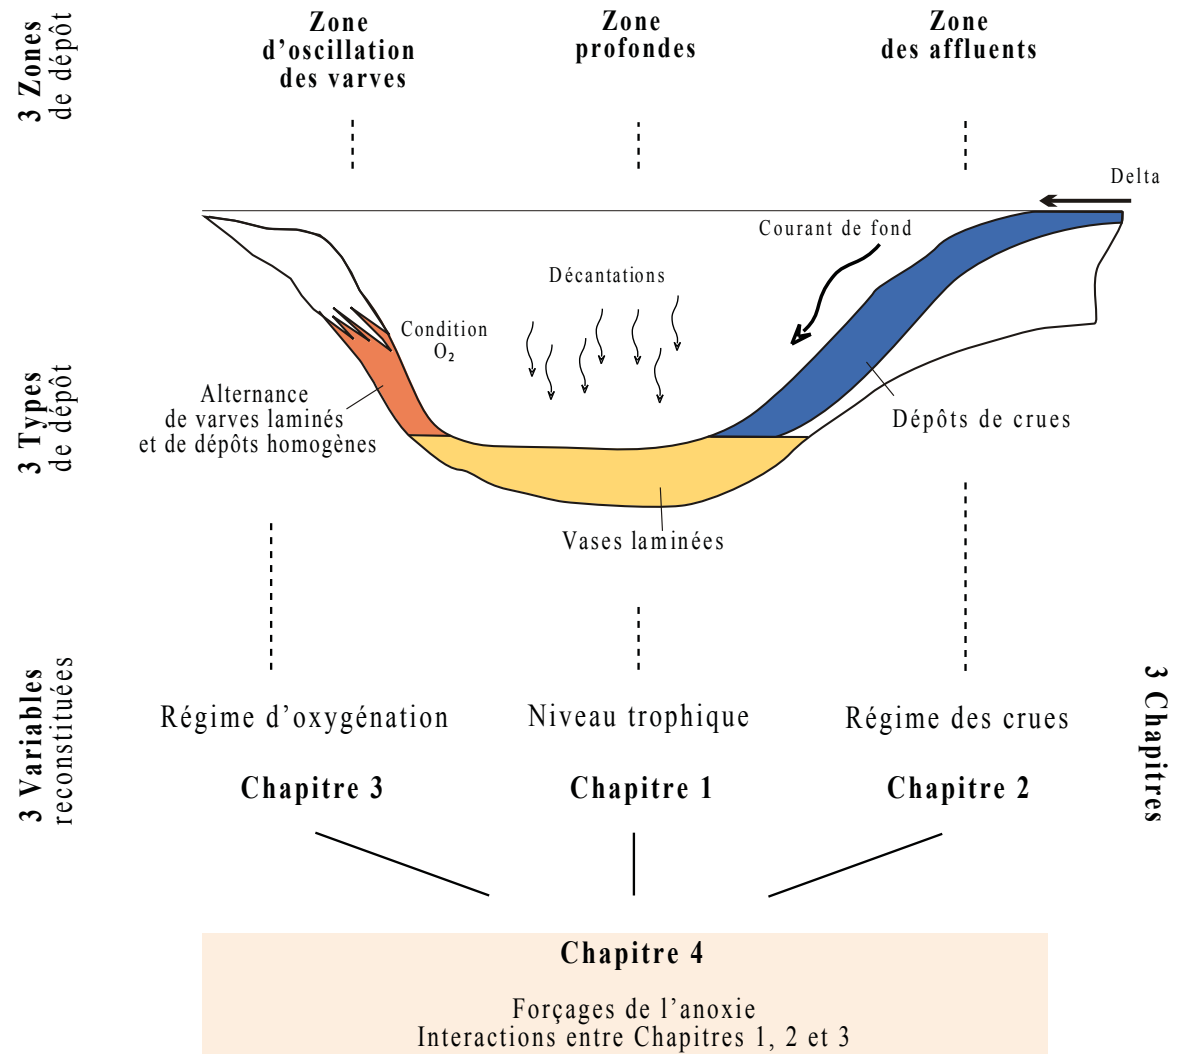 3 Zones
de dépôt
Zone
d'oscillation
des varves
Zone
profondes
Zone
des affluents
Delta
Courant de fond
Décantations
Condition
O₂
3 Types
de dépôt
Alternance
de varves laminés
et de dépôts homogènes
Dépôts de crues
Vases laminées
3 Variables
reconstituées
Régime d'oxygénation
Niveau trophique
Régime des crues
3 Chapitres
Chapitre 3
Chapitre 1
Chapitre 2
Chapitre 4
Forçages de l'anoxie
Interactions entre Chapitres 1, 2 et 3